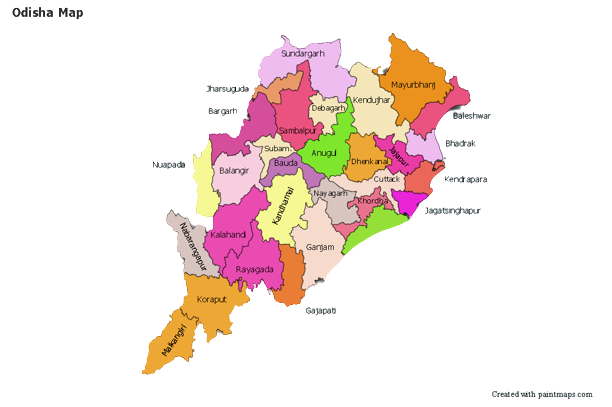 Odisha Map
Sundargarh
Mayurbhanj
Jharsuguda
Kendujhar
Debagarh
Bargarh
Baleshwar
Sambalpur
Bhadrak
Subarn
Anugul
Jajapur
Nuapada
Bauda
Dhenkanal
Balangir
Cuttack
Kendrapara
Nayagarh
Khordha
Kandhamal
Jagatsinghapur
Kalahandi
Nabarangapur
Ganjam
Rayagada
Koraput
Gajapati
Malkangiri
Created with paintmaps.com